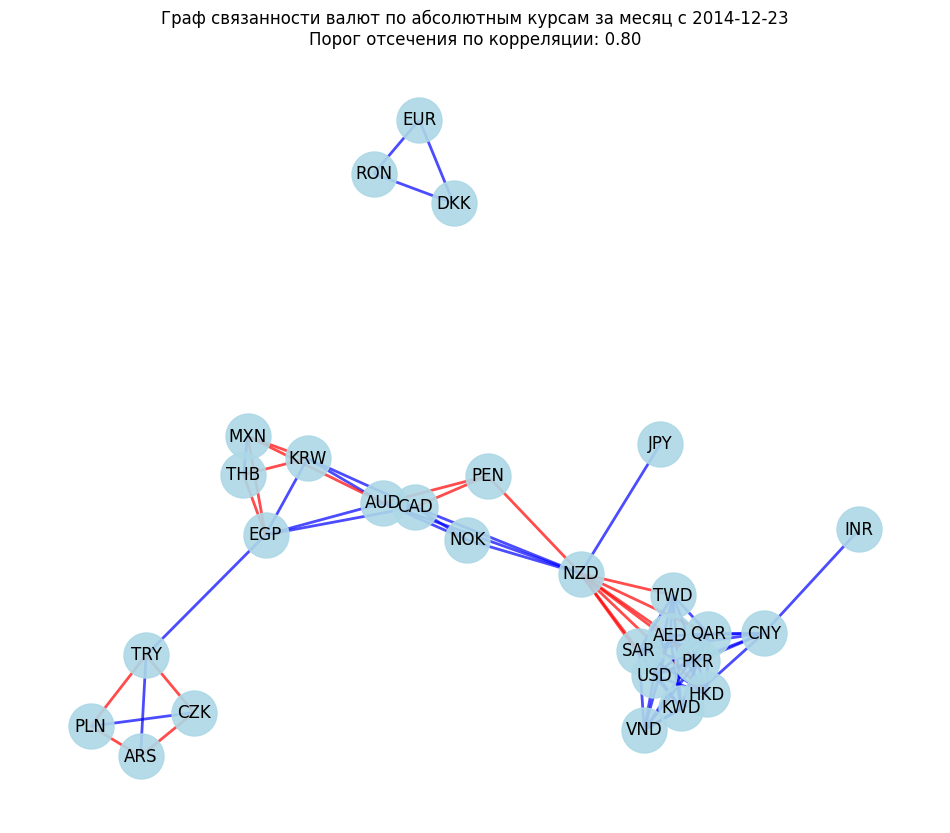 Граф связанности валют по абсолютным курсам за месяц с 2014-12-23
Порог отсечения по корреляции: 0.80
EUR
RON
DKK
MXN
KRW
JPY
THB
PEN
AUD
CAD
INR
EGP
NOK
NZD
TWD
AED
QAR
CNY
SAR
TRY
PKR
USD
HKD
KWD
CZK
PLN
VND
ARS